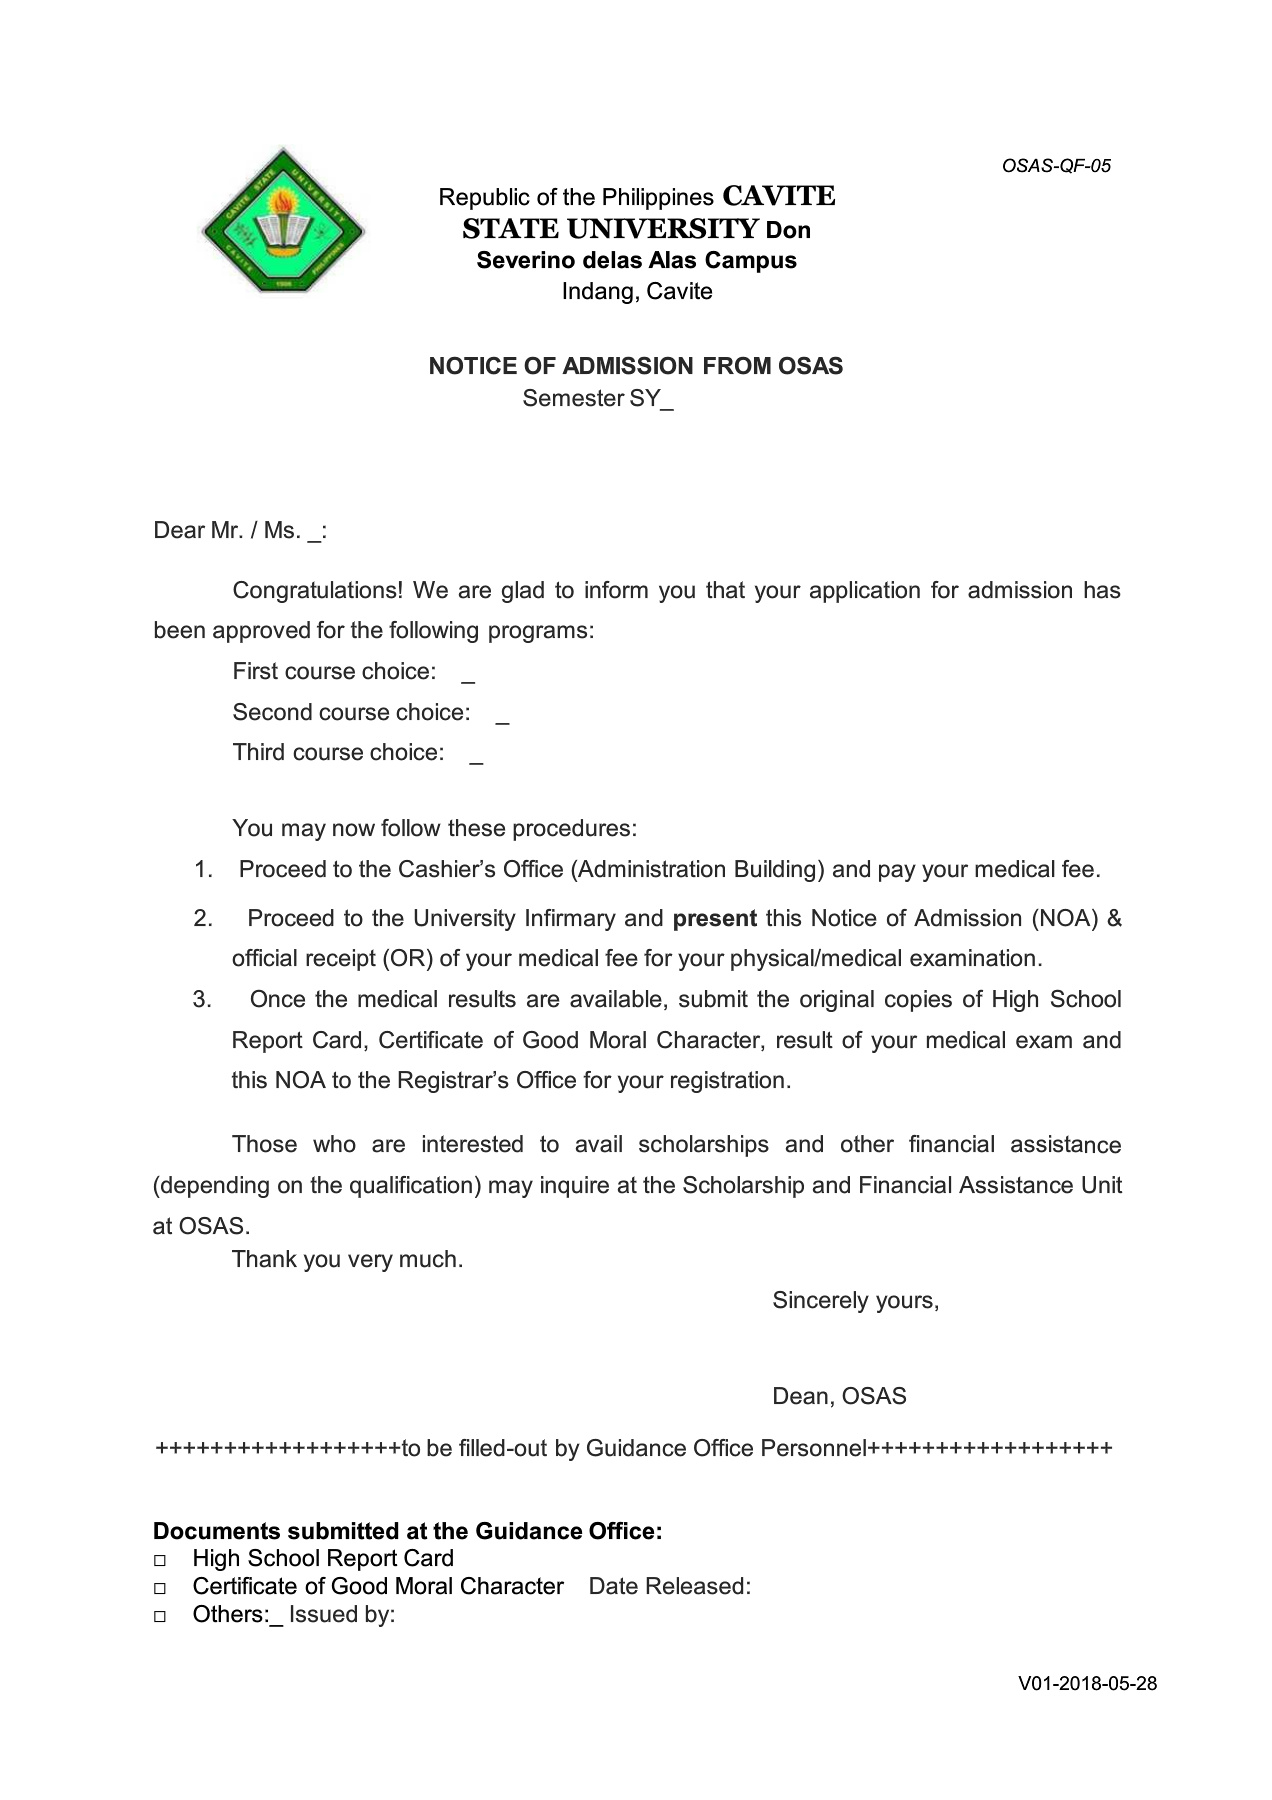 OSAS-QF-05
Republic of the Philippines CAVITE
STATE UNIVERSITY Don
Severino delas Alas Campus
Indang, Cavite
CAVITE STATE UNIVERSITY
CAVITE PHILIPPINES
1906
NOTICE OF ADMISSION FROM OSAS
Semester SY_
Dear Mr. / Ms. _:
Congratulations! We are glad to inform you that your application for admission has
been approved for the following programs:
First course choice: _
Second course choice: _
Third course choice: _
You may now follow these procedures:
1. Proceed to the Cashier’s Office (Administration Building) and pay your medical fee.
2. Proceed to the University Infirmary and present this Notice of Admission (NOA) &
official receipt (OR) of your medical fee for your physical/medical examination.
3. Once the medical results are available, submit the original copies of High School
Report Card, Certificate of Good Moral Character, result of your medical exam and
this NOA to the Registrar’s Office for your registration.
Those who are interested to avail scholarships and other financial assistance
(depending on the qualification) may inquire at the Scholarship and Financial Assistance Unit
at OSAS.
Thank you very much.
Sincerely yours,
Dean, OSAS
++++++++++++++++++to be filled-out by Guidance Office Personnel++++++++++++++++++
Documents submitted at the Guidance Office:
□ High School Report Card
□ Certificate of Good Moral Character Date Released:
□ Others:_ Issued by:
V01-2018-05-28